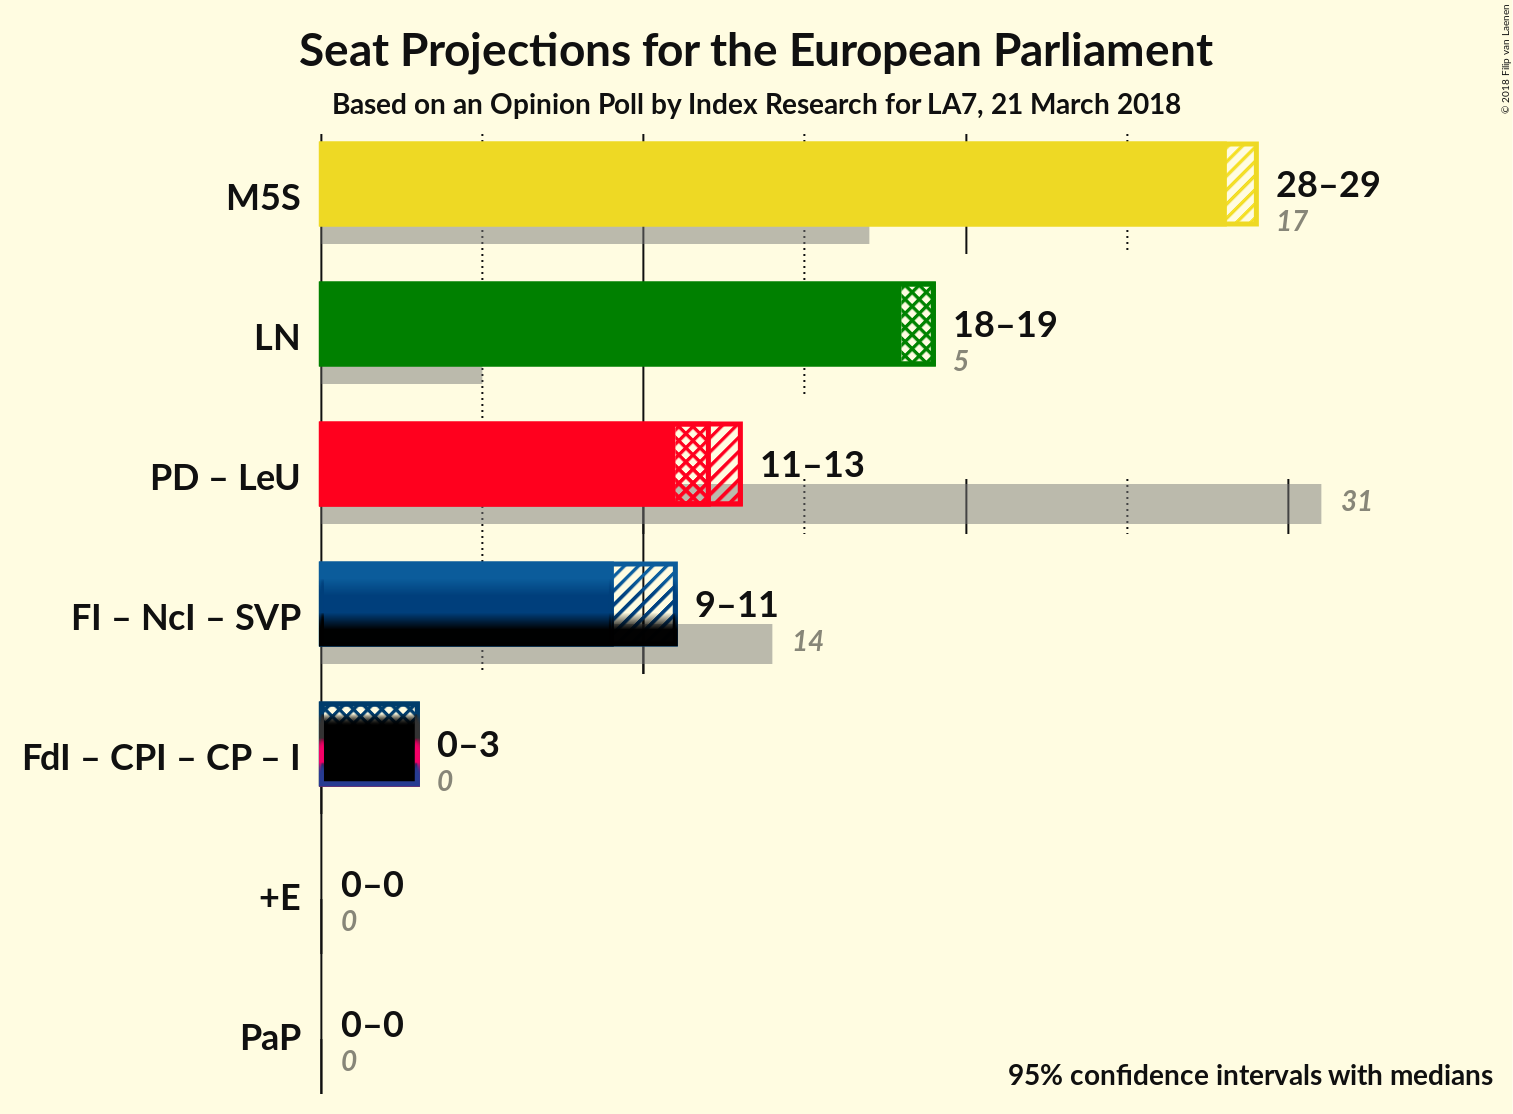 Seat Projections for the European Parliament
Based on an Opinion Poll by Index Research for LA7, 21 March 2018
© 2018 Filip van Laenen
M5S
28–29
17
LN
18–19
5
PD – LeU
11–13
31
FI – NcI – SVP
9–11
14
FdI – CPI – CP – I
0–3
0
+E
0–0
0
PaP
0–0
0
95% confidence intervals with medians